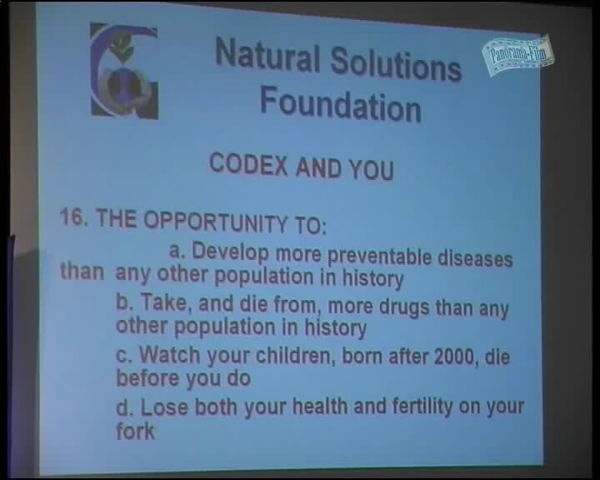 Natural Solutions
Foundation
Panorama-Film
CODEX AND YOU
16. THE OPPORTUNITY TO:
a. Develop more preventable diseases
than any other population in history
b. Take, and die from, more drugs than any
other population in history
c. Watch your children, born after 2000, die
before you do
d. Lose both your health and fertility on your
fork